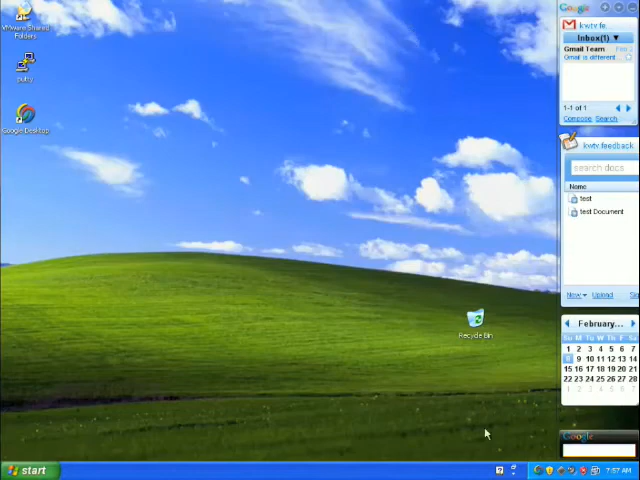 VMware Shared
Folders
putty
Google Desktop
Recycle Bin
start
Google
kwtv.fe
Inbox(1) ▼
Gmail Team
Gmail is different
1-1 of 1
Compose Search
kwtv.feedback
search docs
Name
test
test Document
New Upload
February...
Su M Tu W Th F Sa
1 2 3 4 5 6 7
8 9 10 11 12 13 14
15 16 17 18 19 20 21
22 23 24 25 26 27 28
1 2 3 4 5 6 7
Google
7:57 AM